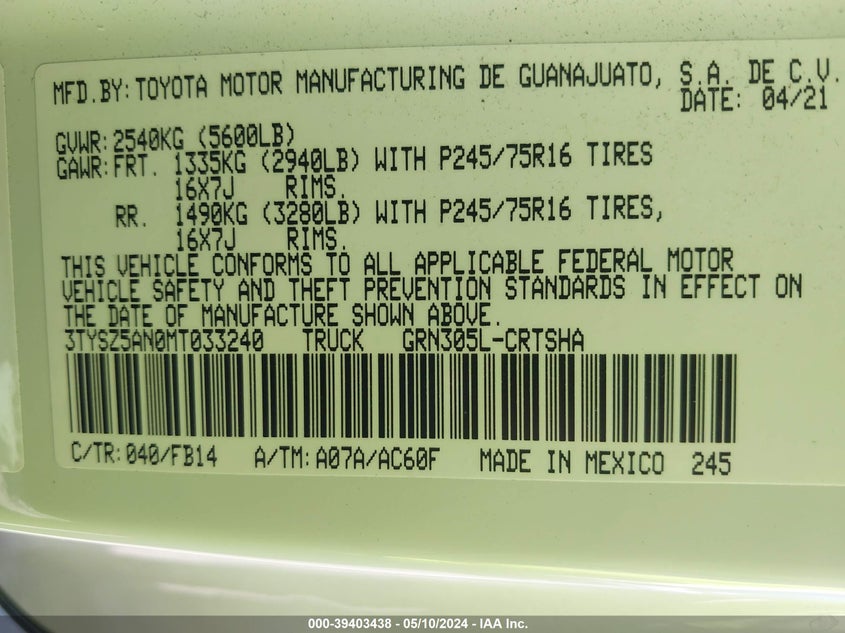 MFD.BY: TOYOTA MOTOR MANUFACTURING DE GUANAJUATO, S.A. DE C.V.
DATE: 04/21
GVWR: 2540KG (5600LB)
GAWR: FRT. 1335KG (2940LB) WITH P245/75R16 TIRES
16X7J RIMS.
RR. 1490KG (3280LB) WITH P245/75R16 TIRES,
16X7J RIMS.
THIS VEHICLE CONFORMS TO ALL APPLICABLE FEDERAL MOTOR
VEHICLE SAFETY AND THEFT PREVENTION STANDARDS IN EFFECT ON
THE DATE OF MANUFACTURE SHOWN ABOVE.
3TYSZ5AN0MT033240 TRUCK GRN305L-CRTSHA
C/TR: 040/FB14 A/TM: A07A/AC60F MADE IN MEXICO 245
000-39403438 - 05/10/2024 - IAA Inc.